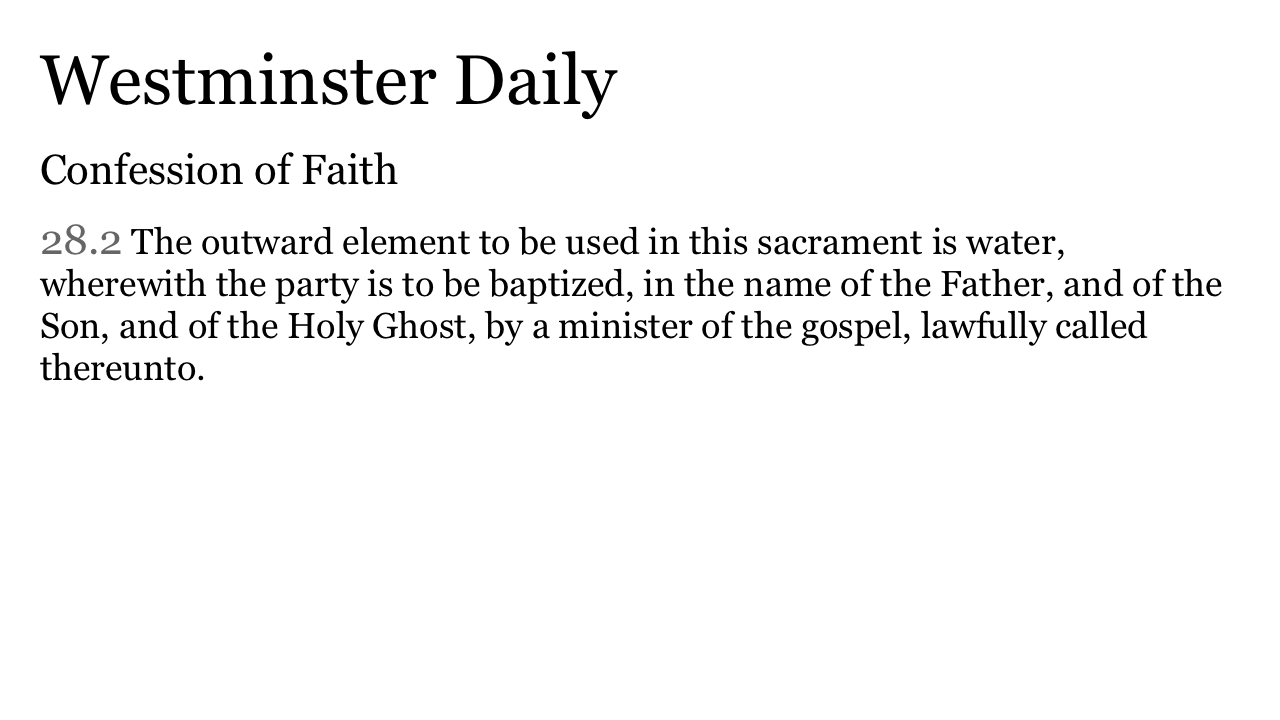 Westminster Daily
Confession of Faith
28.2 The outward element to be used in this sacrament is water,
wherewith the party is to be baptized, in the name of the Father, and of the
Son, and of the Holy Ghost, by a minister of the gospel, lawfully called
thereunto.